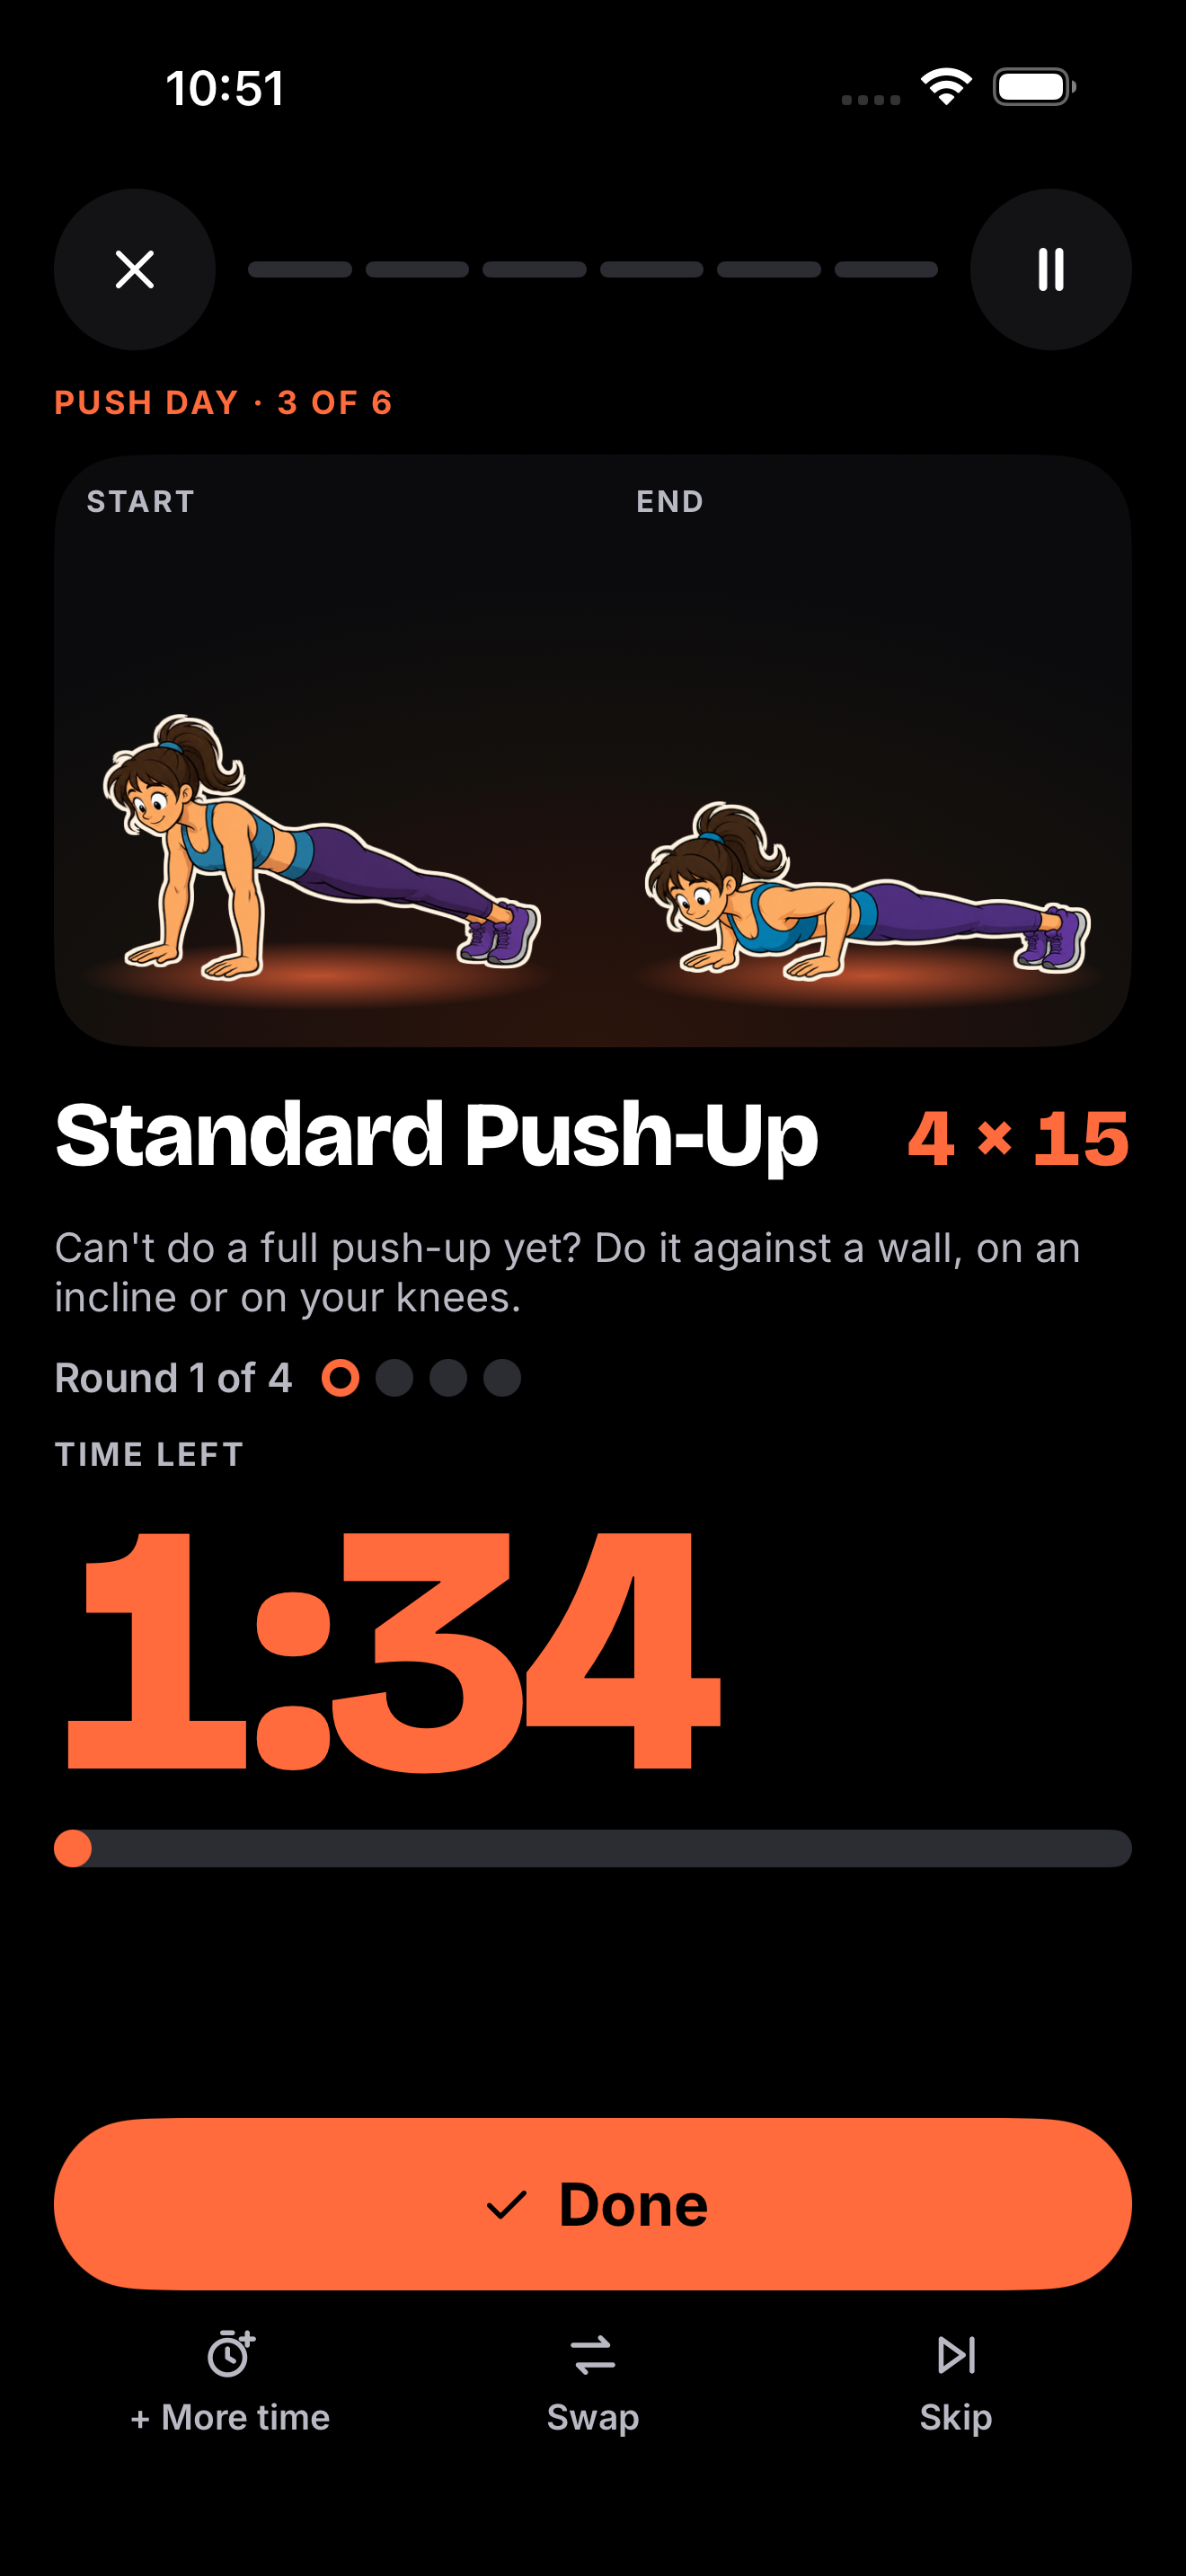 10:51
PUSH DAY · 3 OF 6
START
END
Standard Push-Up
4 × 15
Can't do a full push-up yet? Do it against a wall, on an
incline or on your knees.
Round 1 of 4
TIME LEFT
1:34
Done
+ More time
Swap
Skip